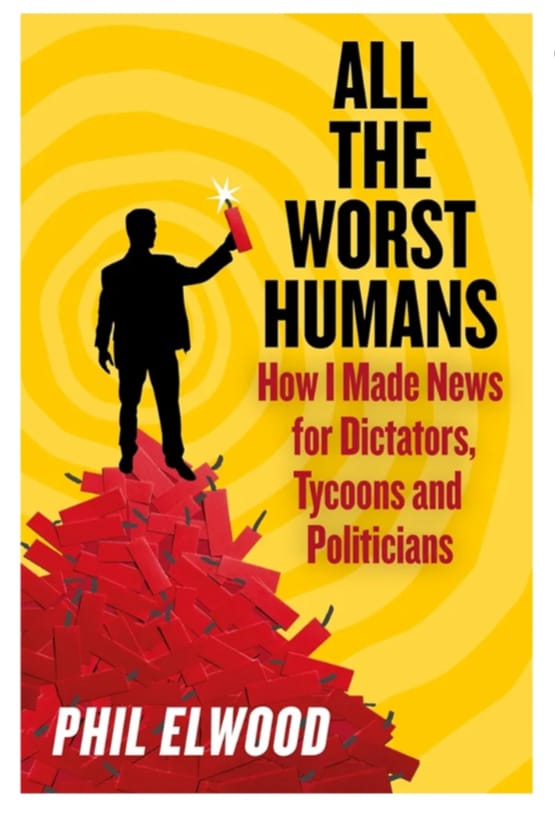 ALL
THE
WORST
HUMANS
How I Made News
for Dictators,
Tycoons and
Politicians
PHIL ELWOOD